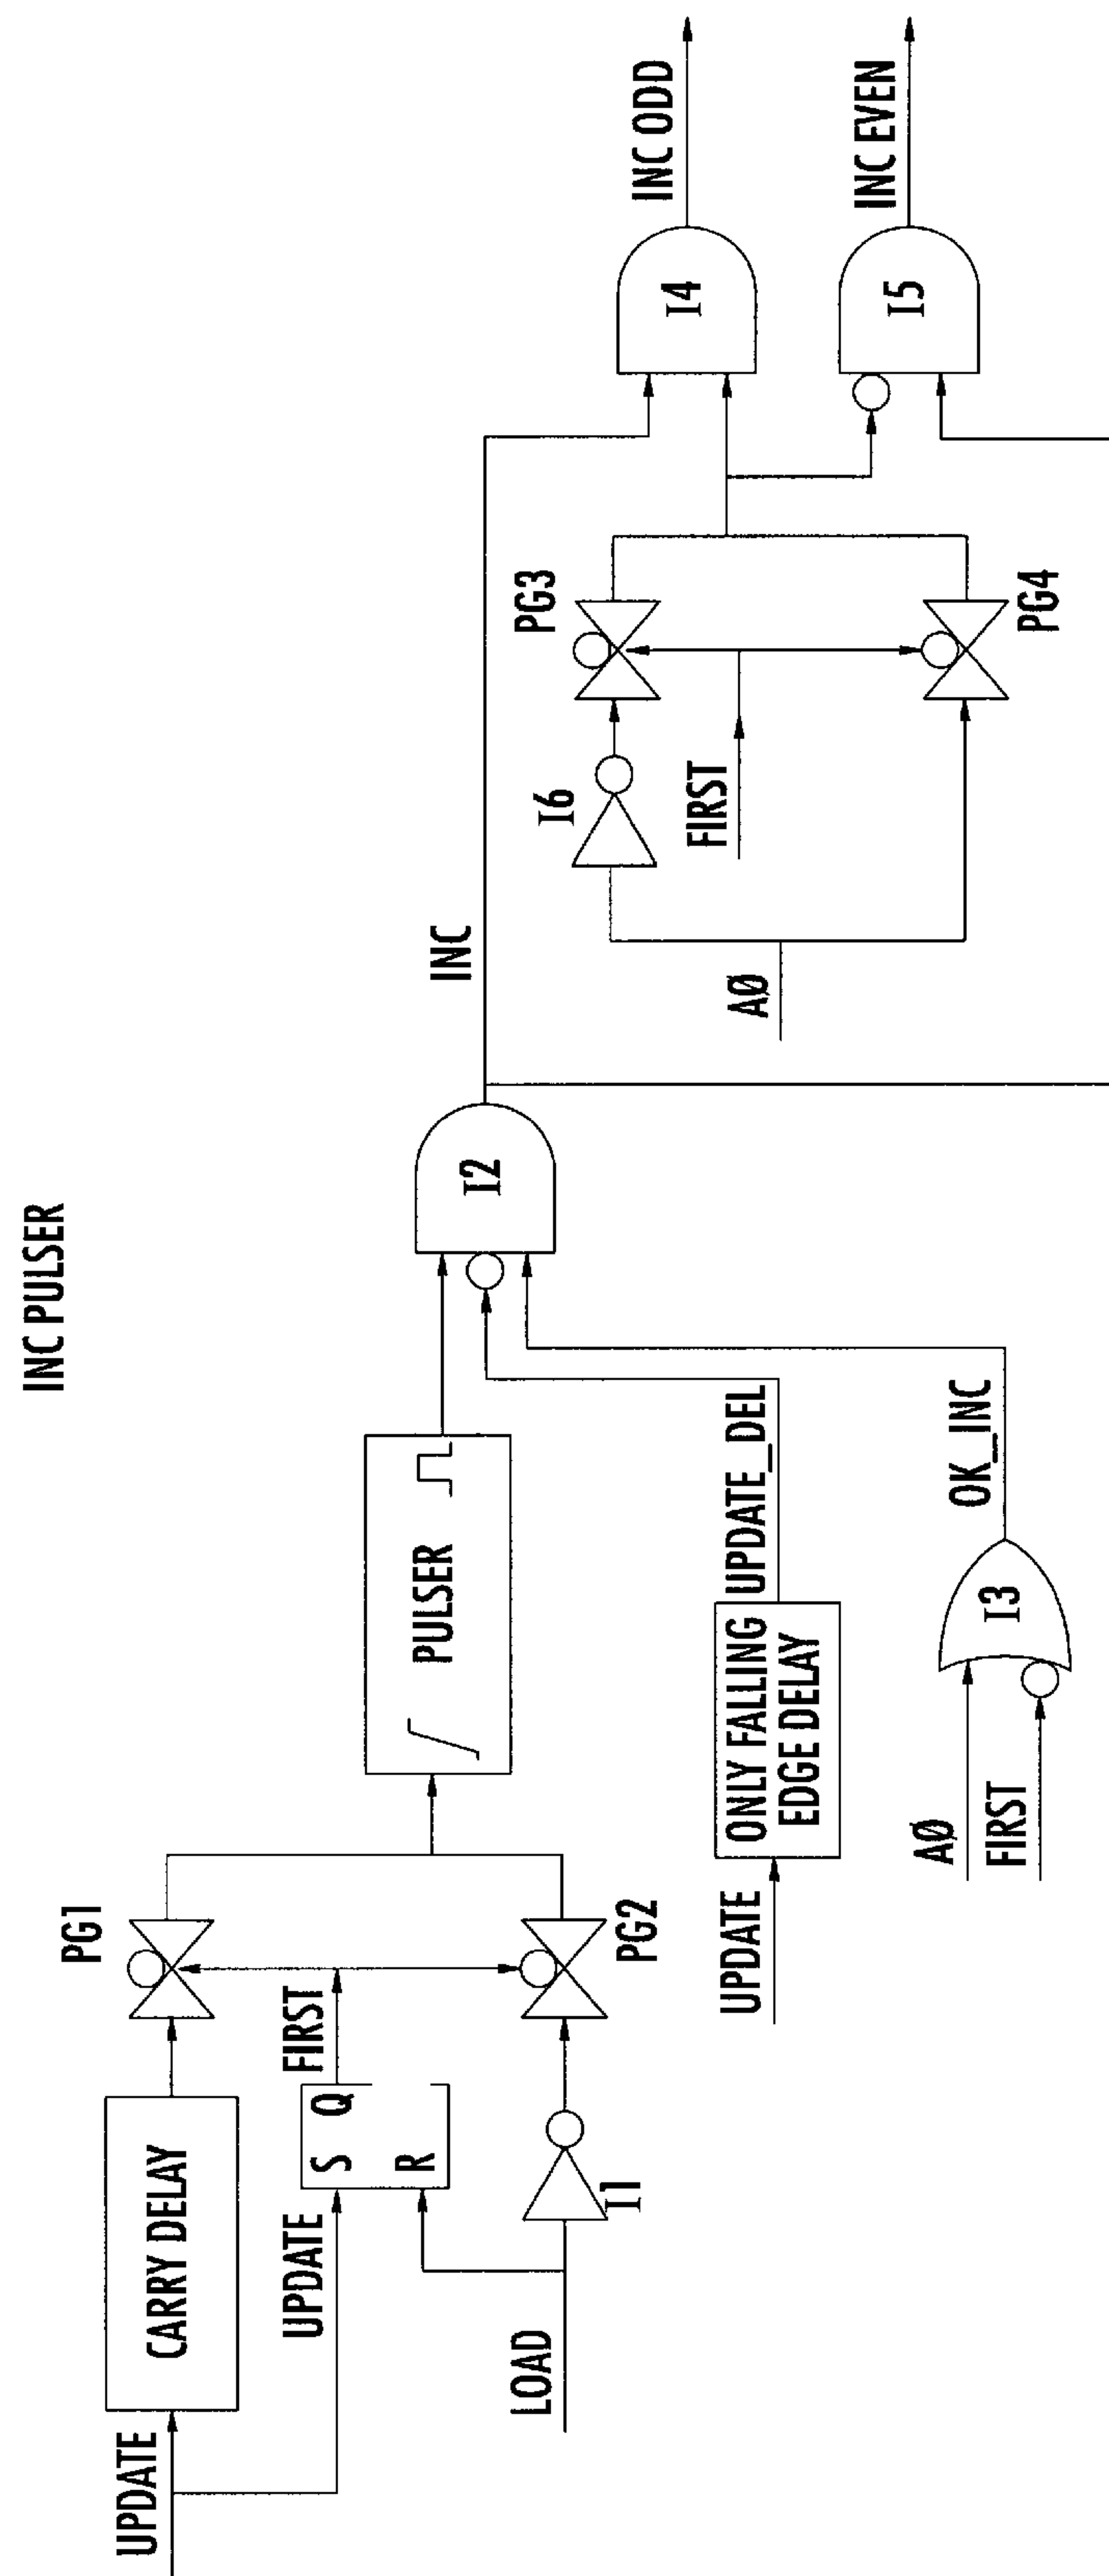 INC PULSER
UPDATE
CARRY DELAY
PG1
UPDATE
S
Q
R
FIRST
LOAD
I1
PG2
PULSER
UPDATE
ONLY FALLING
EDGE DELAY
UPDATE_DEL
AØ
FIRST
I3
OK_INC
I2
INC
AØ
I6
FIRST
PG3
PG4
I4
INC ODD
I5
INC EVEN